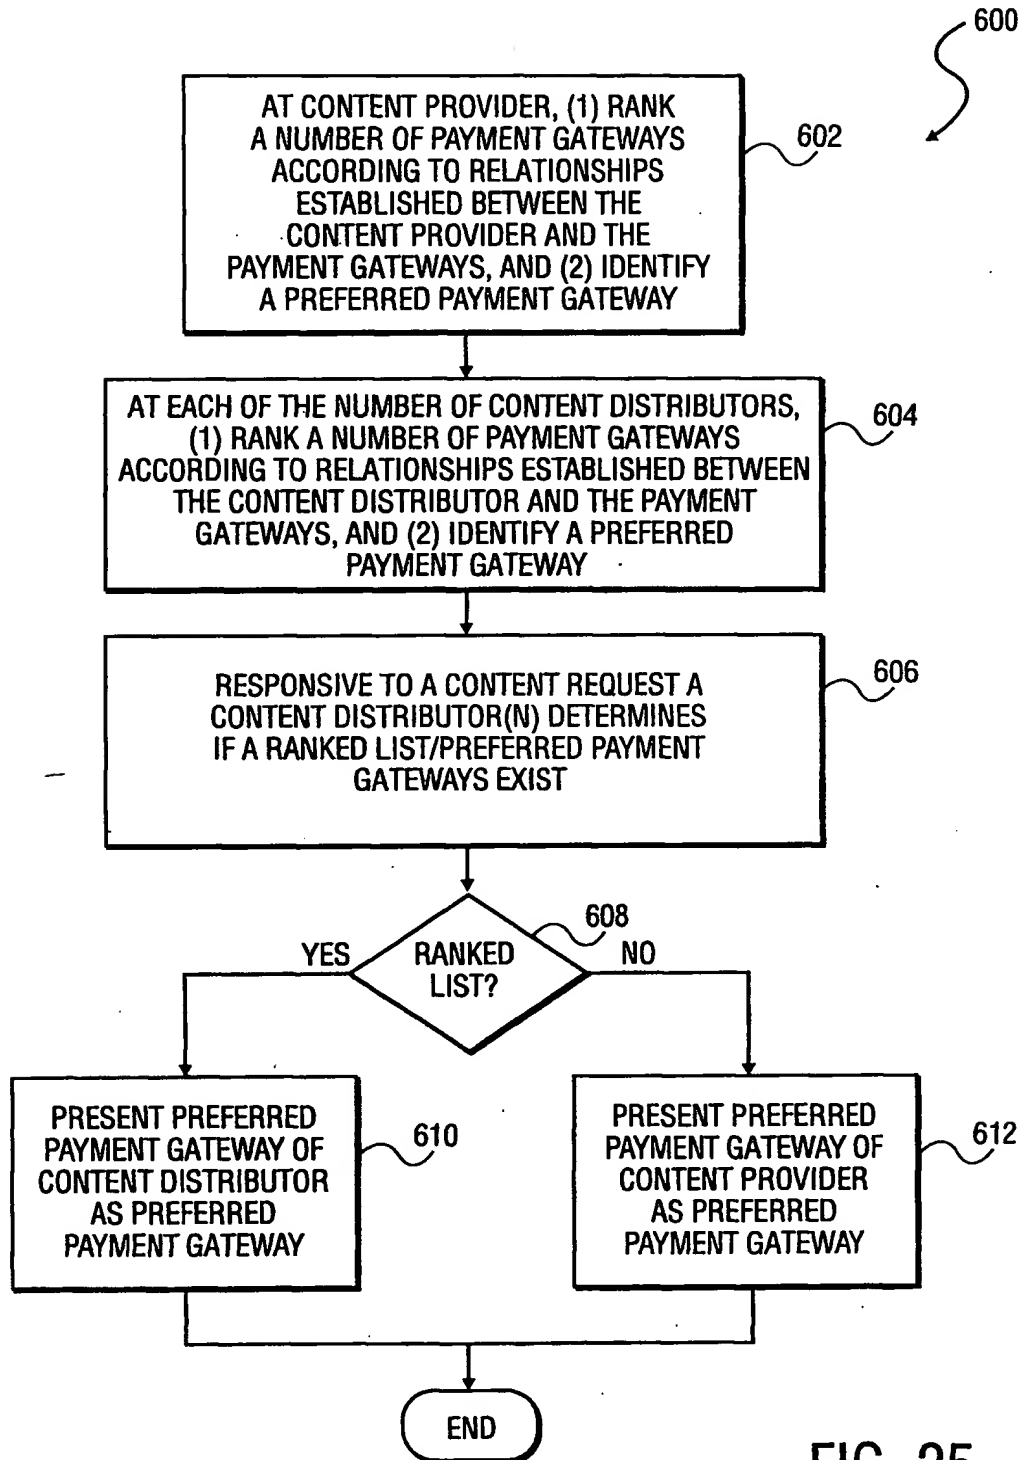 600
AT CONTENT PROVIDER, (1) RANK
A NUMBER OF PAYMENT GATEWAYS
ACCORDING TO RELATIONSHIPS
ESTABLISHED BETWEEN THE
CONTENT PROVIDER AND THE
PAYMENT GATEWAYS, AND (2) IDENTIFY
A PREFERRED PAYMENT GATEWAY
602
AT EACH OF THE NUMBER OF CONTENT DISTRIBUTORS,
(1) RANK A NUMBER OF PAYMENT GATEWAYS
ACCORDING TO RELATIONSHIPS ESTABLISHED BETWEEN
THE CONTENT DISTRIBUTOR AND THE PAYMENT
GATEWAYS, AND (2) IDENTIFY A PREFERRED
PAYMENT GATEWAY
604
RESPONSIVE TO A CONTENT REQUEST A
CONTENT DISTRIBUTOR(N) DETERMINES
IF A RANKED LIST/PREFERRED PAYMENT
GATEWAYS EXIST
606
608
YES
RANKED
LIST?
NO
PRESENT PREFERRED
PAYMENT GATEWAY OF
CONTENT DISTRIBUTOR
AS PREFERRED
PAYMENT GATEWAY
610
PRESENT PREFERRED
PAYMENT GATEWAY OF
CONTENT PROVIDER
AS PREFERRED
PAYMENT GATEWAY
612
END
FIG. 25